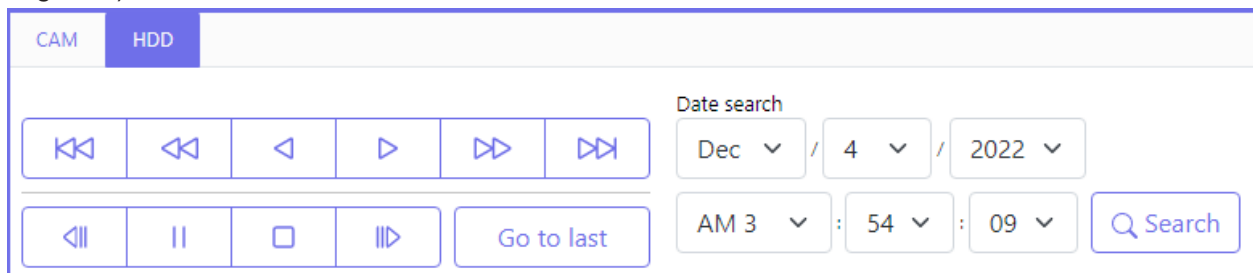 CAM HDD
Date search
Dec / 4 / 2022
AM 3 : 54 : 09 Search
Go to last